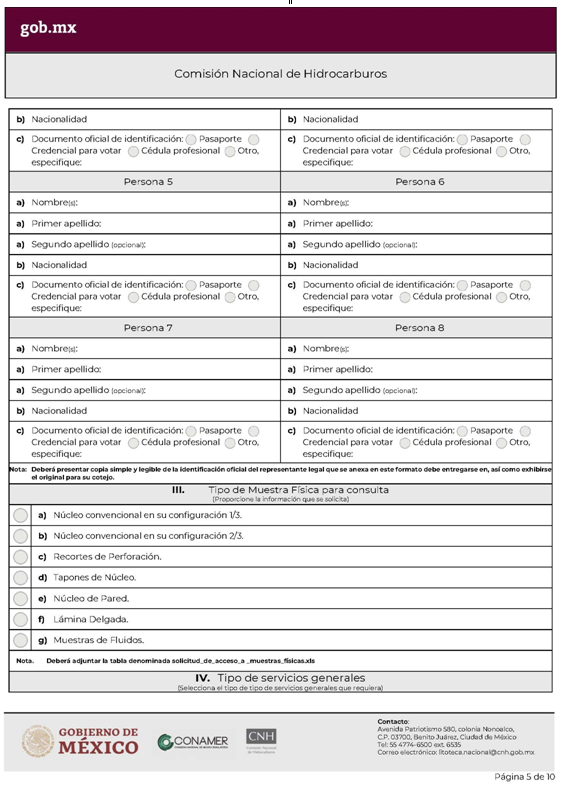 gob.mx
Comisión Nacional de Hidrocarburos
b) Nacionalidad
b) Nacionalidad
c) Documento oficial de identificación: Pasaporte
Credencial para votar Cédula profesional Otro,
especifique:
c) Documento oficial de identificación: Pasaporte
Credencial para votar Cédula profesional Otro,
especifique:
Persona 5
Persona 6
a) Nombre(s):
a) Nombre(s):
a) Primer apellido:
a) Primer apellido:
a) Segundo apellido (opcional):
a) Segundo apellido (opcional):
b) Nacionalidad
b) Nacionalidad
c) Documento oficial de identificación: Pasaporte
Credencial para votar Cédula profesional Otro,
especifique:
c) Documento oficial de identificación: Pasaporte
Credencial para votar Cédula profesional Otro,
especifique:
Persona 7
Persona 8
a) Nombre(s):
a) Nombre(s):
a) Primer apellido:
a) Primer apellido:
a) Segundo apellido (opcional):
a) Segundo apellido (opcional):
b) Nacionalidad
b) Nacionalidad
c) Documento oficial de identificación: Pasaporte
Credencial para votar Cédula profesional Otro,
especifique:
c) Documento oficial de identificación: Pasaporte
Credencial para votar Cédula profesional Otro,
especifique:
Nota: Deberá presentar copia simple y legible de la identificación oficial del representante legal que se anexa en este formato debe entregarse en, así como exhibirse
el original para su cotejo.
III. Tipo de Muestra Física para consulta
(Proporcione la información que se solicita)
a) Núcleo convencional en su configuración 1/3.
b) Núcleo convencional en su configuración 2/3.
c) Recortes de Perforación.
d) Tapones de Núcleo.
e) Núcleo de Pared.
f) Lámina Delgada.
g) Muestras de Fluidos.
Nota. Deberá adjuntar la tabla denominada solicitud_de_acceso_a _muestras_físicas.xls
IV. Tipo de servicios generales
(Selecciona el tipo de tipo de servicios generales que requiera)
GOBIERNO DE
MÉXICO
CONAMER
CNH
Comisión Nacional
de Hidrocarburos
Contacto:
Avenida Patriotismo 580, colonia Nonoalco,
C.P. 03700, Benito Juárez, Ciudad de México
Tel: 55 4774-6500 ext. 6535
Correo electrónico: litoteca.nacional@cnh.gob.mx
Página 5 de 10